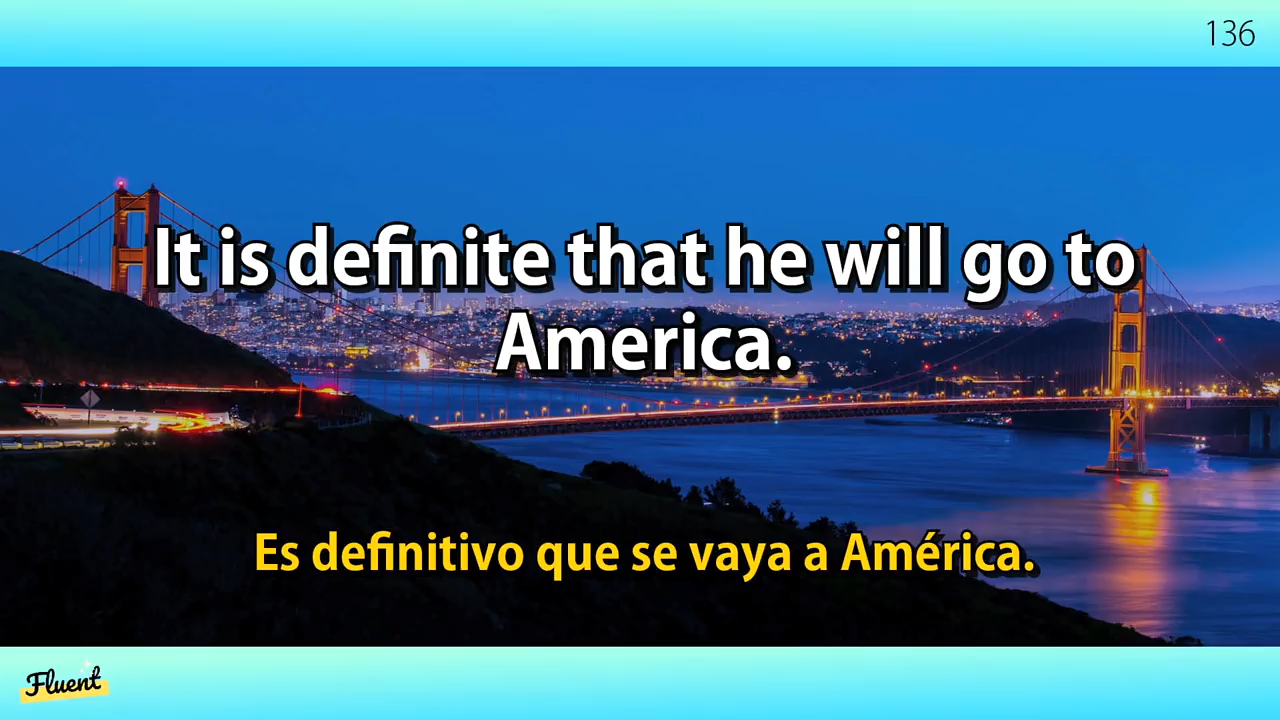 136
It is definite that he will go to
America.
Es definitivo que se vaya a América.
Fluent